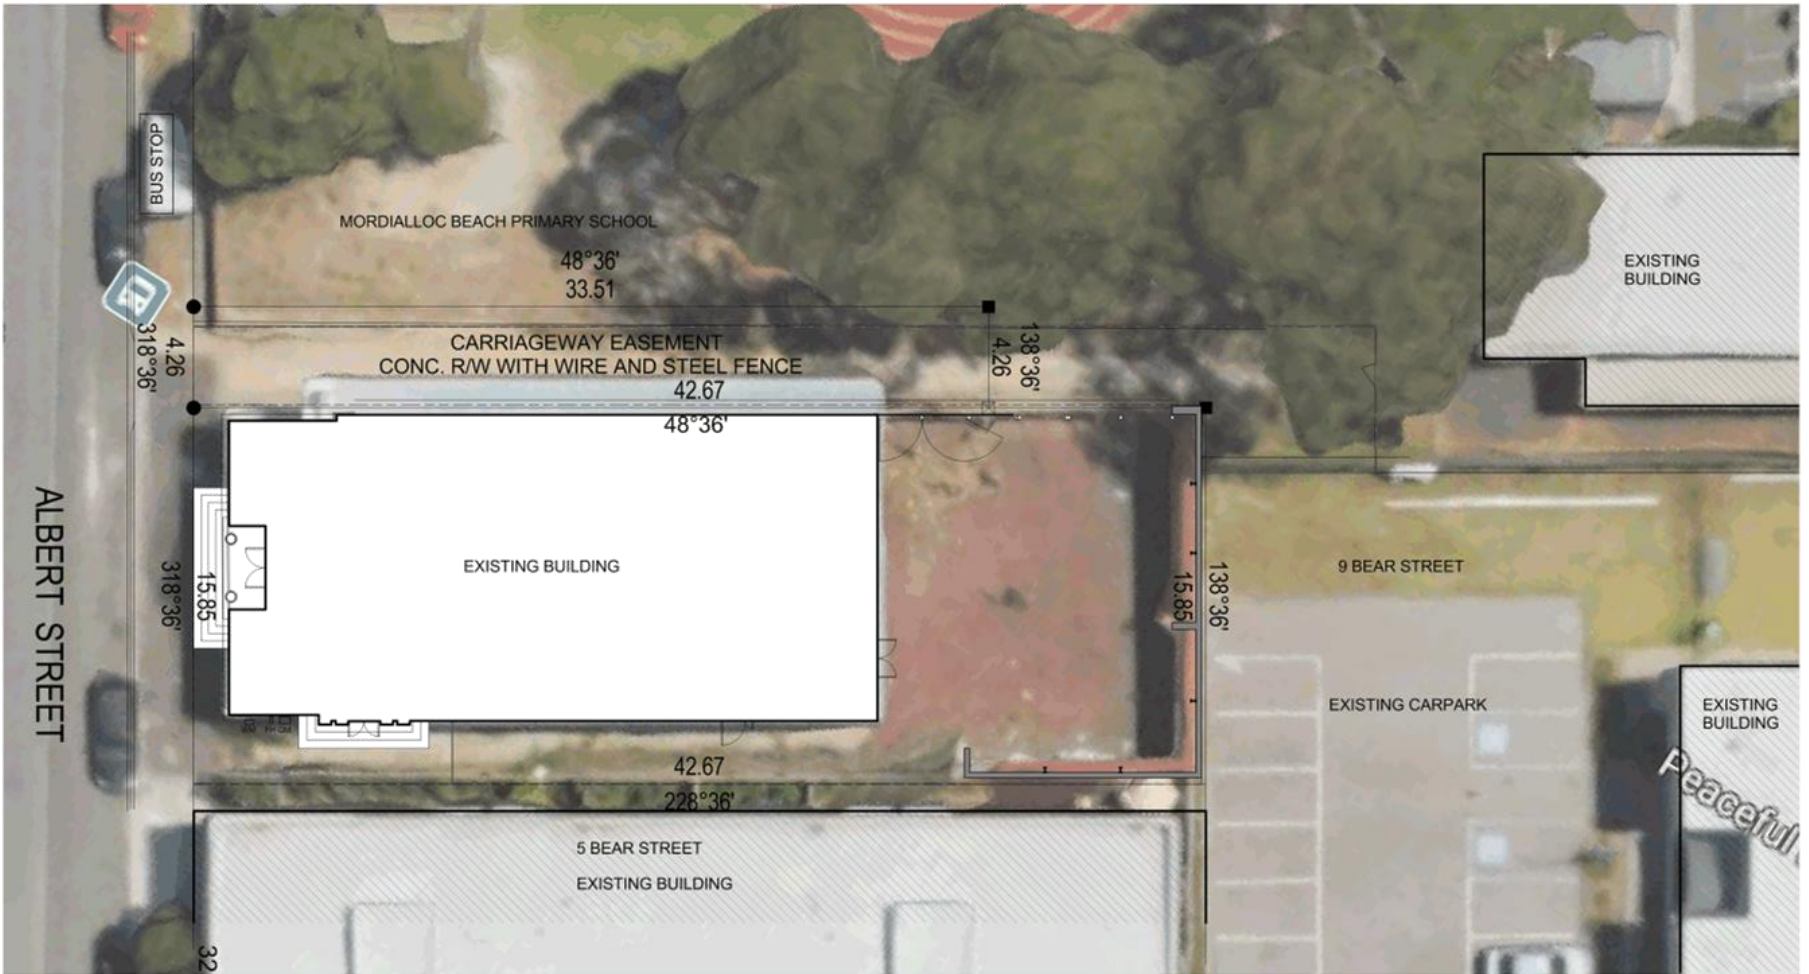 BUS STOP
MORDIALLOC BEACH PRIMARY SCHOOL
48°36'
33.51
EXISTING
BUILDING
4.26
318°36'
CARRIAGEWAY EASEMENT
CONC. R/W WITH WIRE AND STEEL FENCE
42.67
48°36'
138°36'
4.26
ALBERT STREET
318°36'
15.85
EXISTING BUILDING
138°36'
15.85
9 BEAR STREET
EXISTING CARPARK
EXISTING
BUILDING
42.67
228°36'
Peaceful
5 BEAR STREET
EXISTING BUILDING
32